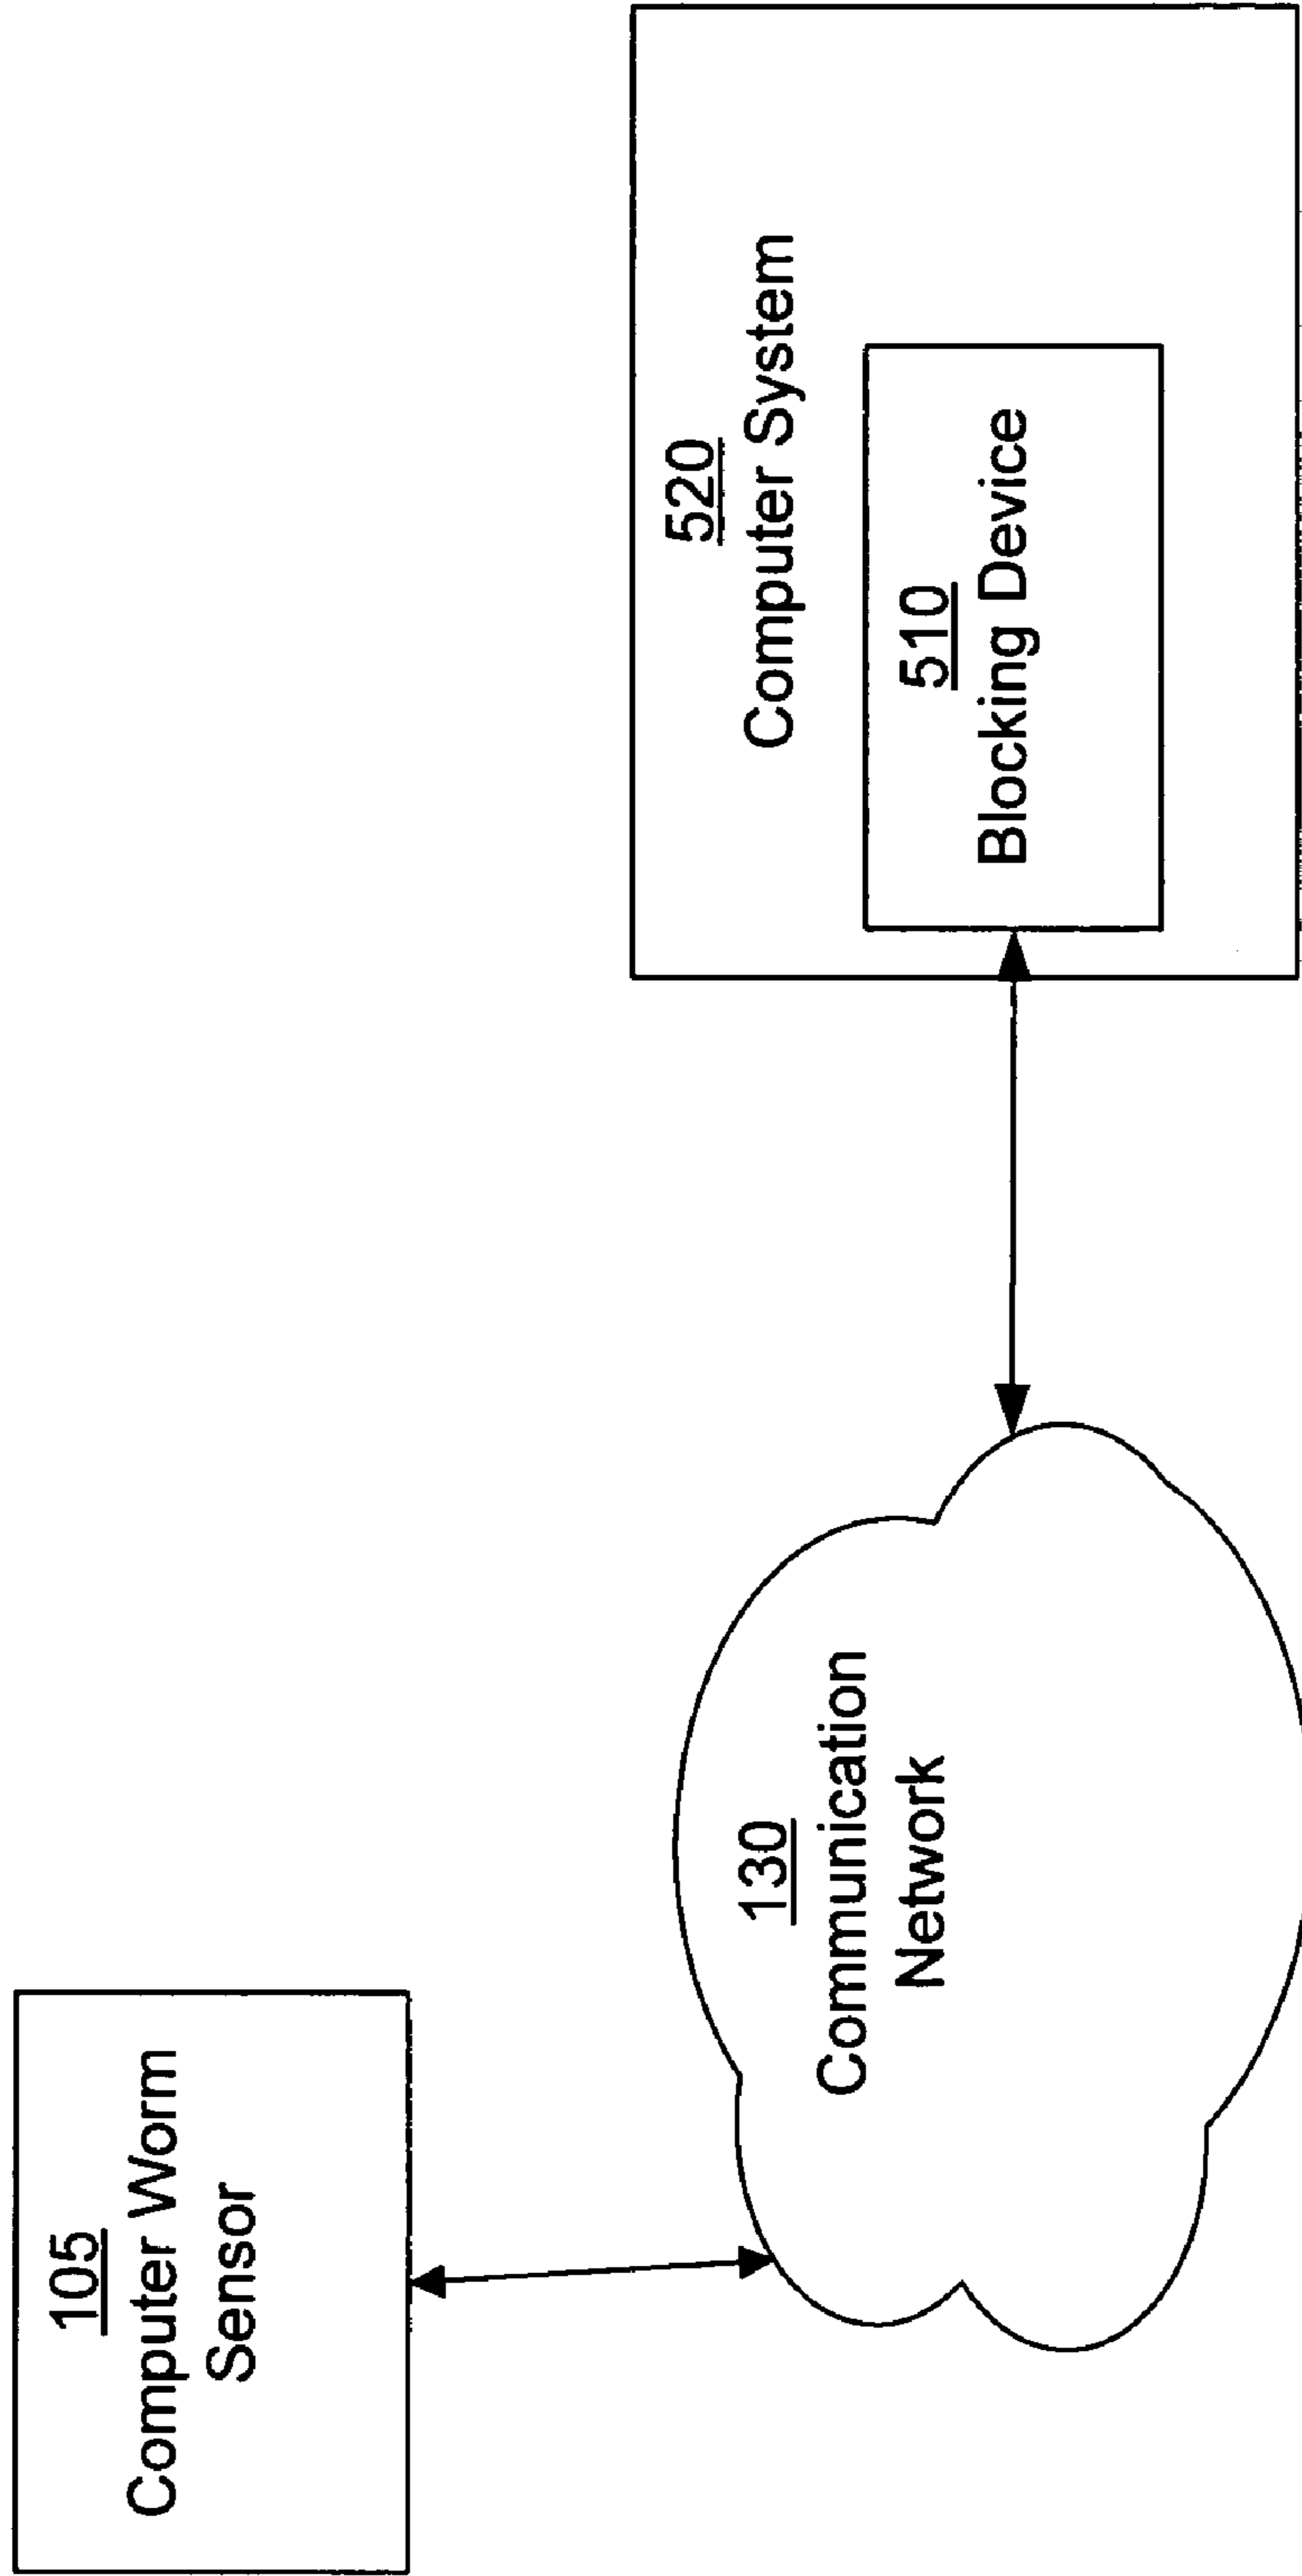 105
Computer Worm
Sensor
130
Communication
Network
520
Computer System
510
Blocking Device